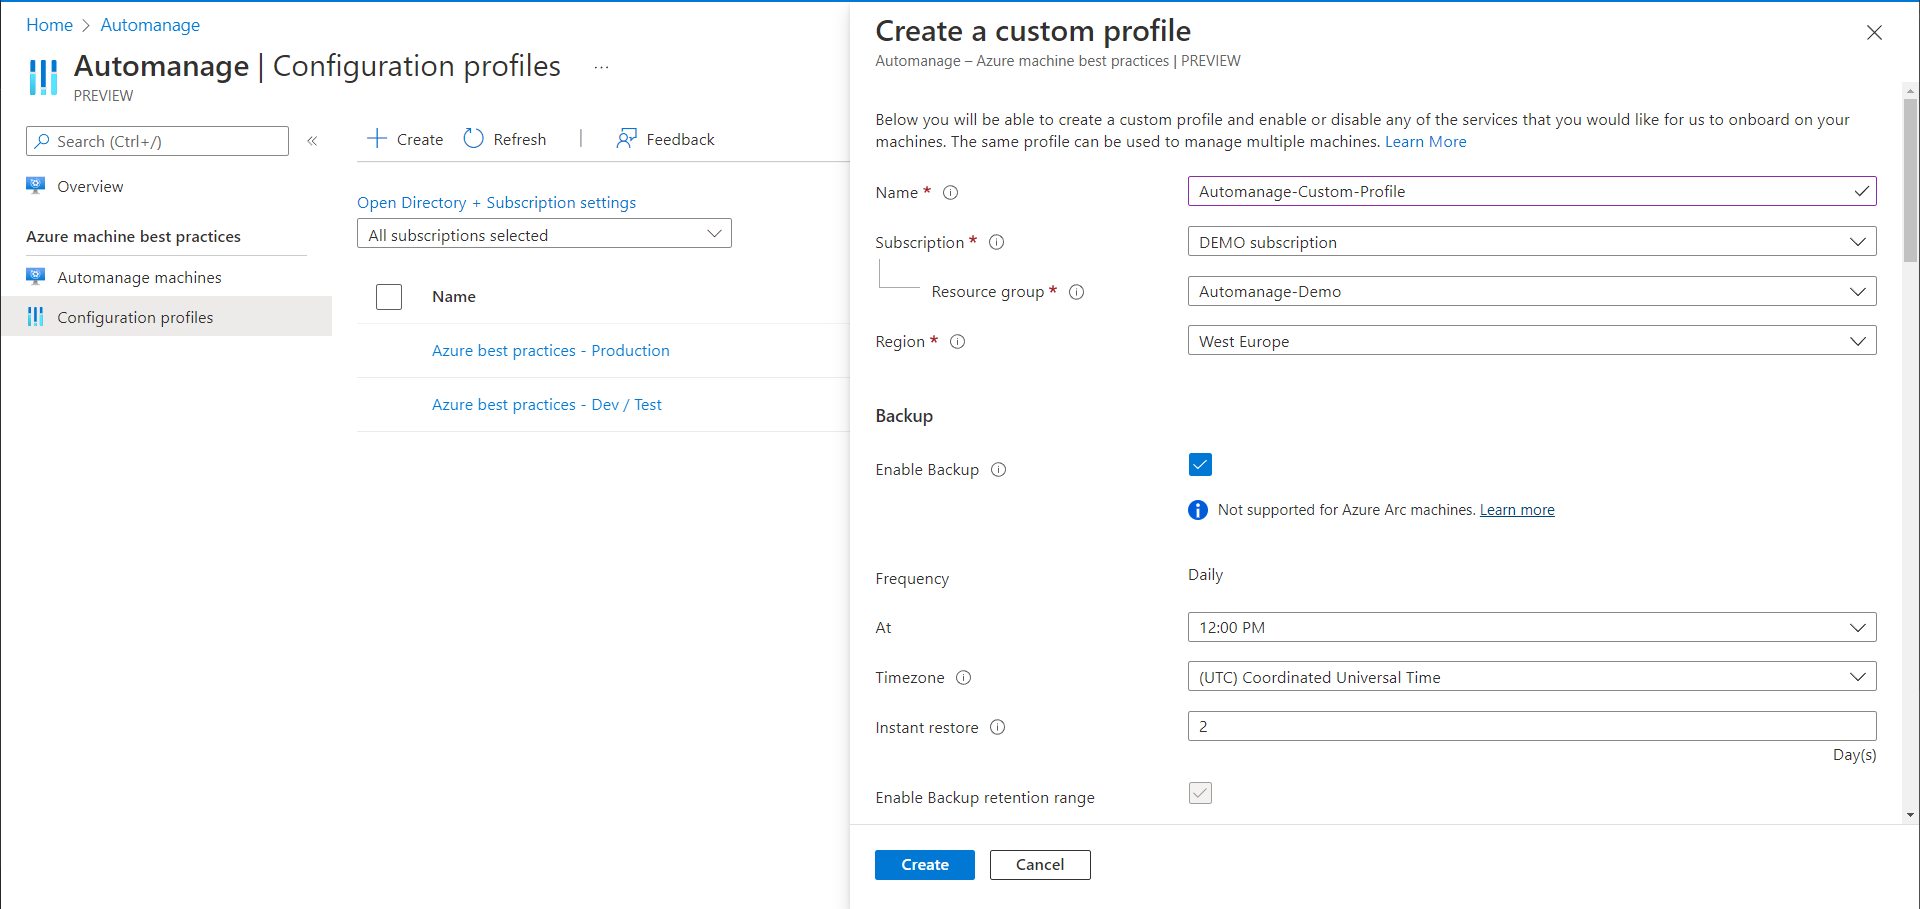 Home > Automanage
Automanage | Configuration profiles ...
PREVIEW
Search (Ctrl+/)
«
Overview
Azure machine best practices
Automanage machines
Configuration profiles
Create Refresh | Feedback
Open Directory + Subscription settings
All subscriptions selected
Name
Azure best practices - Production
Azure best practices - Dev / Test
Create a custom profile
Automanage – Azure machine best practices | PREVIEW
Below you will be able to create a custom profile and enable or disable any of the services that you would like for us to onboard on your
machines. The same profile can be used to manage multiple machines. Learn More
Name * Automanage-Custom-Profile
Subscription * DEMO subscription
Resource group * Automanage-Demo
Region * West Europe
Backup
Enable Backup
Not supported for Azure Arc machines. Learn more
Frequency Daily
At 12:00 PM
Timezone (UTC) Coordinated Universal Time
Instant restore 2
Day(s)
Enable Backup retention range
Create Cancel